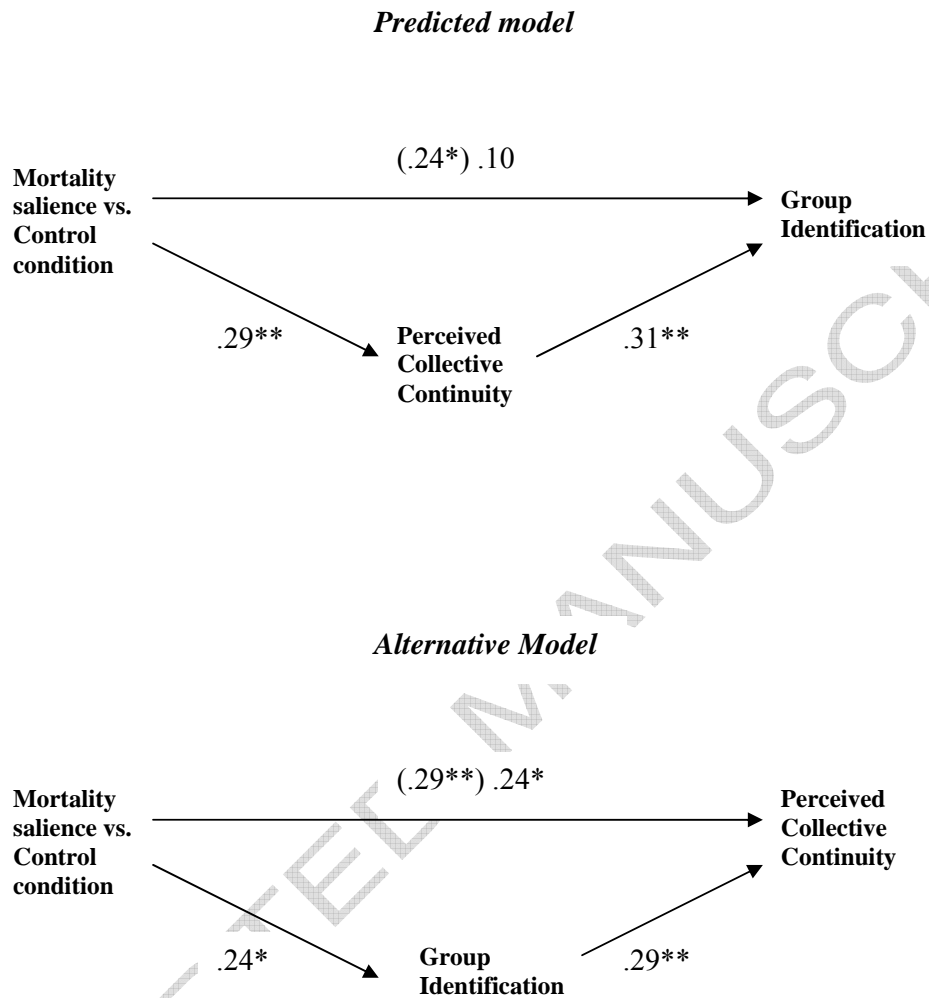 Predicted model
(.24*) .10
Mortality
salience vs.
Control
condition
Group
Identification
.29**
Perceived
Collective
Continuity
.31**
Alternative Model
(.29**) .24*
Mortality
salience vs.
Control
condition
Perceived
Collective
Continuity
.24*
Group
Identification
.29**